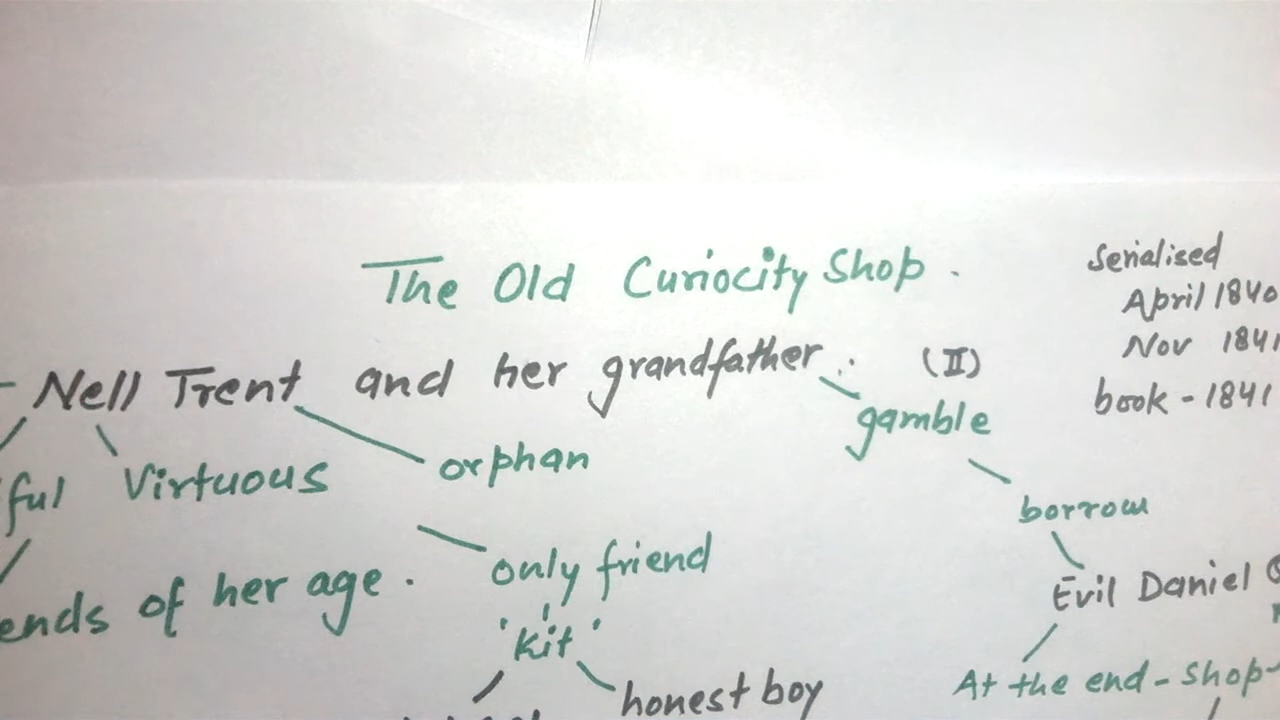 The Old Curiocity Shop .
Serialised
April 1840
Nov 1841
book - 1841
Nell Trent and her grandfather . (II)
gamble
orphan
ful Virtuous
borrow
only friend
ends of her age .
Evil Daniel
'Kit'
At the end - Shop -
honest boy